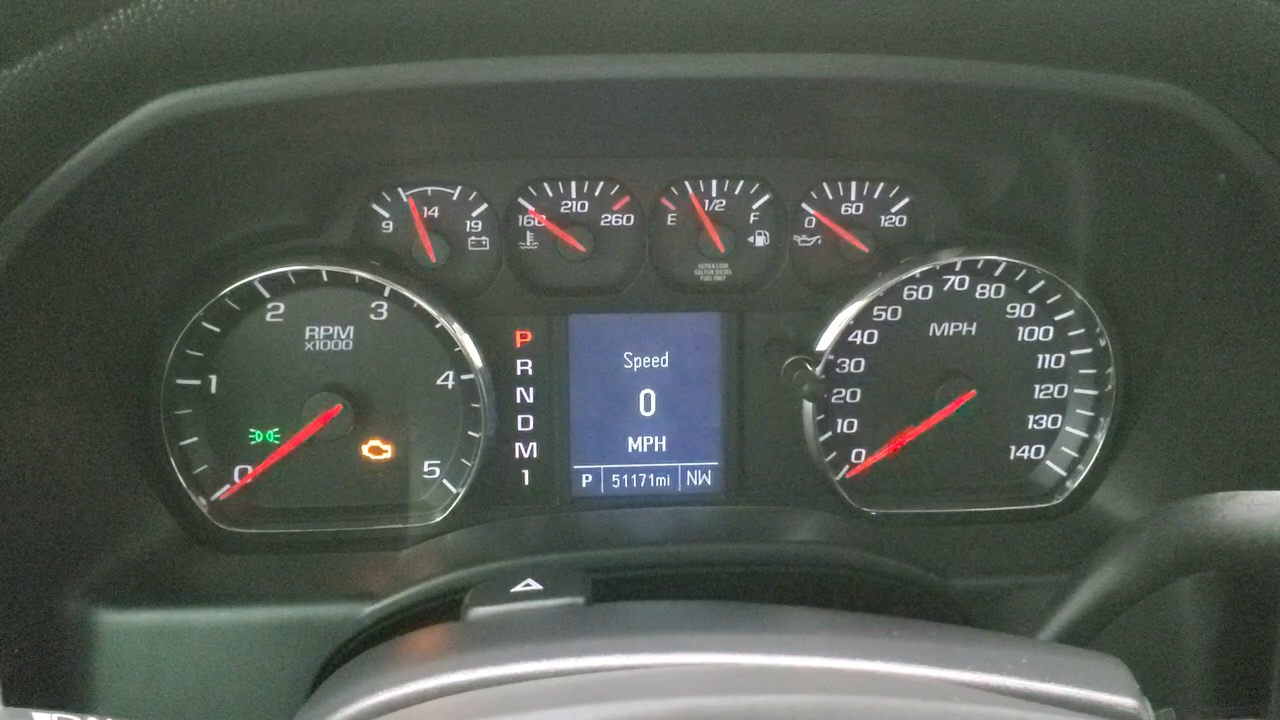 9 14 19
160 210 260
E 1/2 F
ULTRA LOW
SULFUR DIESEL
FUEL ONLY
0 60 120
0 1 2 3 4 5
RPM
x1000
P
R
N
D
M
1
Speed
0
MPH
P 51171mi NW
0 10 20 30 40 50 60 70 80 90 100 110 120 130 140
MPH